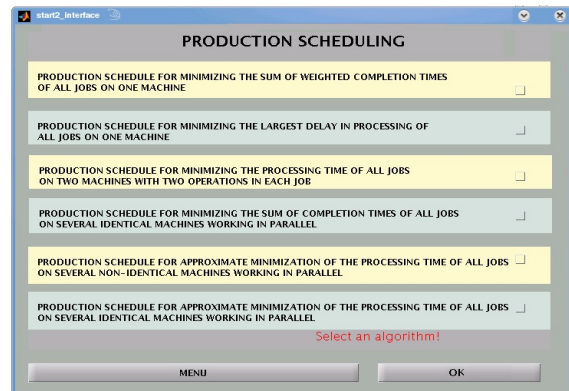 start2_interface
PRODUCTION SCHEDULING
PRODUCTION SCHEDULE FOR MINIMIZING THE SUM OF WEIGHTED COMPLETION TIMES
OF ALL JOBS ON ONE MACHINE
PRODUCTION SCHEDULE FOR MINIMIZING THE LARGEST DELAY IN PROCESSING OF
ALL JOBS ON ONE MACHINE
PRODUCTION SCHEDULE FOR MINIMIZING THE PROCESSING TIME OF ALL JOBS
ON TWO MACHINES WITH TWO OPERATIONS IN EACH JOB
PRODUCTION SCHEDULE FOR MINIMIZING THE SUM OF COMPLETION TIMES OF ALL JOBS
ON SEVERAL IDENTICAL MACHINES WORKING IN PARALLEL
PRODUCTION SCHEDULE FOR APPROXIMATE MINIMIZATION OF THE PROCESSING TIME OF ALL JOBS
ON SEVERAL NON-IDENTICAL MACHINES WORKING IN PARALLEL
PRODUCTION SCHEDULE FOR APPROXIMATE MINIMIZATION OF THE PROCESSING TIME OF ALL JOBS
ON SEVERAL IDENTICAL MACHINES WORKING IN PARALLEL
Select an algorithm!
MENU OK